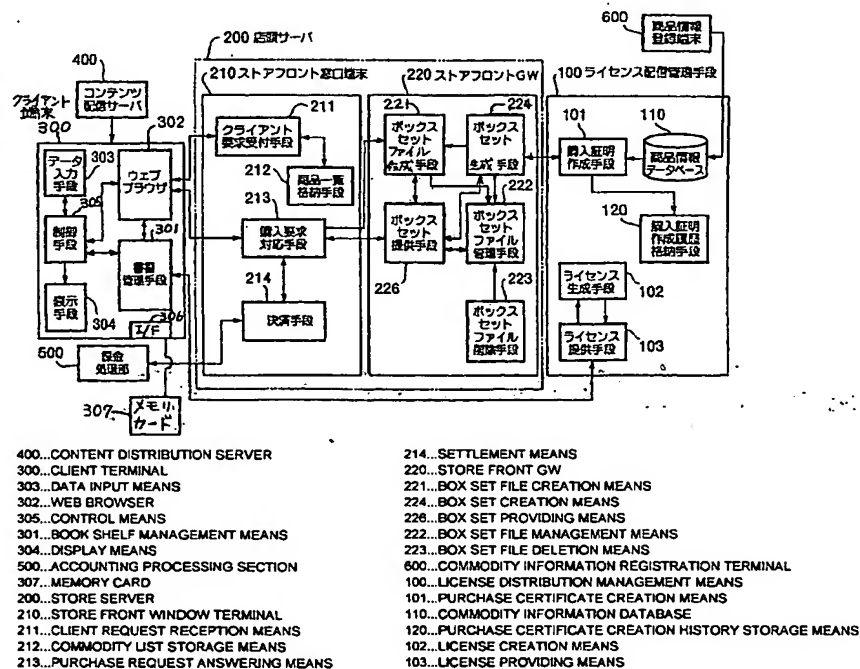 600
商品情報
登録端末
200 店頭サーバ
400
コンテンツ
配信サーバ
210 ストアフロント窓口端末
220 ストアフロントGW
100 ライセンス配信管理手段
クライアント
端末
300
302
データ
入力
手段
303
ウェブ
ブラウザ
305
制御
手段
301
書棚
管理手段
表示
手段
304
306
I/F
500
課金
処理部
307
メモリ
カード
211
クライアント
要求受付手段
212
商品一覧
格納手段
213
購入要求
対応手段
214
決済手段
221
ボックス
セット
ファイル
作成手段
224
ボックス
セット
生成手段
222
ボックス
セット
ファイル
管理手段
ボックス
セット
提供手段
226
223
ボックス
セット
ファイル
削除手段
101
購入証明
作成手段
110
商品情報
データベース
120
購入証明
作成履歴
格納手段
ライセンス
生成手段
102
ライセンス
提供手段
103
400...CONTENT DISTRIBUTION SERVER
300...CLIENT TERMINAL
303...DATA INPUT MEANS
302...WEB BROWSER
305...CONTROL MEANS
301...BOOK SHELF MANAGEMENT MEANS
304...DISPLAY MEANS
500...ACCOUNTING PROCESSING SECTION
307...MEMORY CARD
200...STORE SERVER
210...STORE FRONT WINDOW TERMINAL
211...CLIENT REQUEST RECEPTION MEANS
212...COMMODITY LIST STORAGE MEANS
213...PURCHASE REQUEST ANSWERING MEANS
214...SETTLEMENT MEANS
220...STORE FRONT GW
221...BOX SET FILE CREATION MEANS
224...BOX SET CREATION MEANS
226...BOX SET PROVIDING MEANS
222...BOX SET FILE MANAGEMENT MEANS
223...BOX SET FILE DELETION MEANS
600...COMMODITY INFORMATION REGISTRATION TERMINAL
100...LICENSE DISTRIBUTION MANAGEMENT MEANS
101...PURCHASE CERTIFICATE CREATION MEANS
110...COMMODITY INFORMATION DATABASE
120...PURCHASE CERTIFICATE CREATION HISTORY STORAGE MEANS
102...LICENSE CREATION MEANS
103...LICENSE PROVIDING MEANS